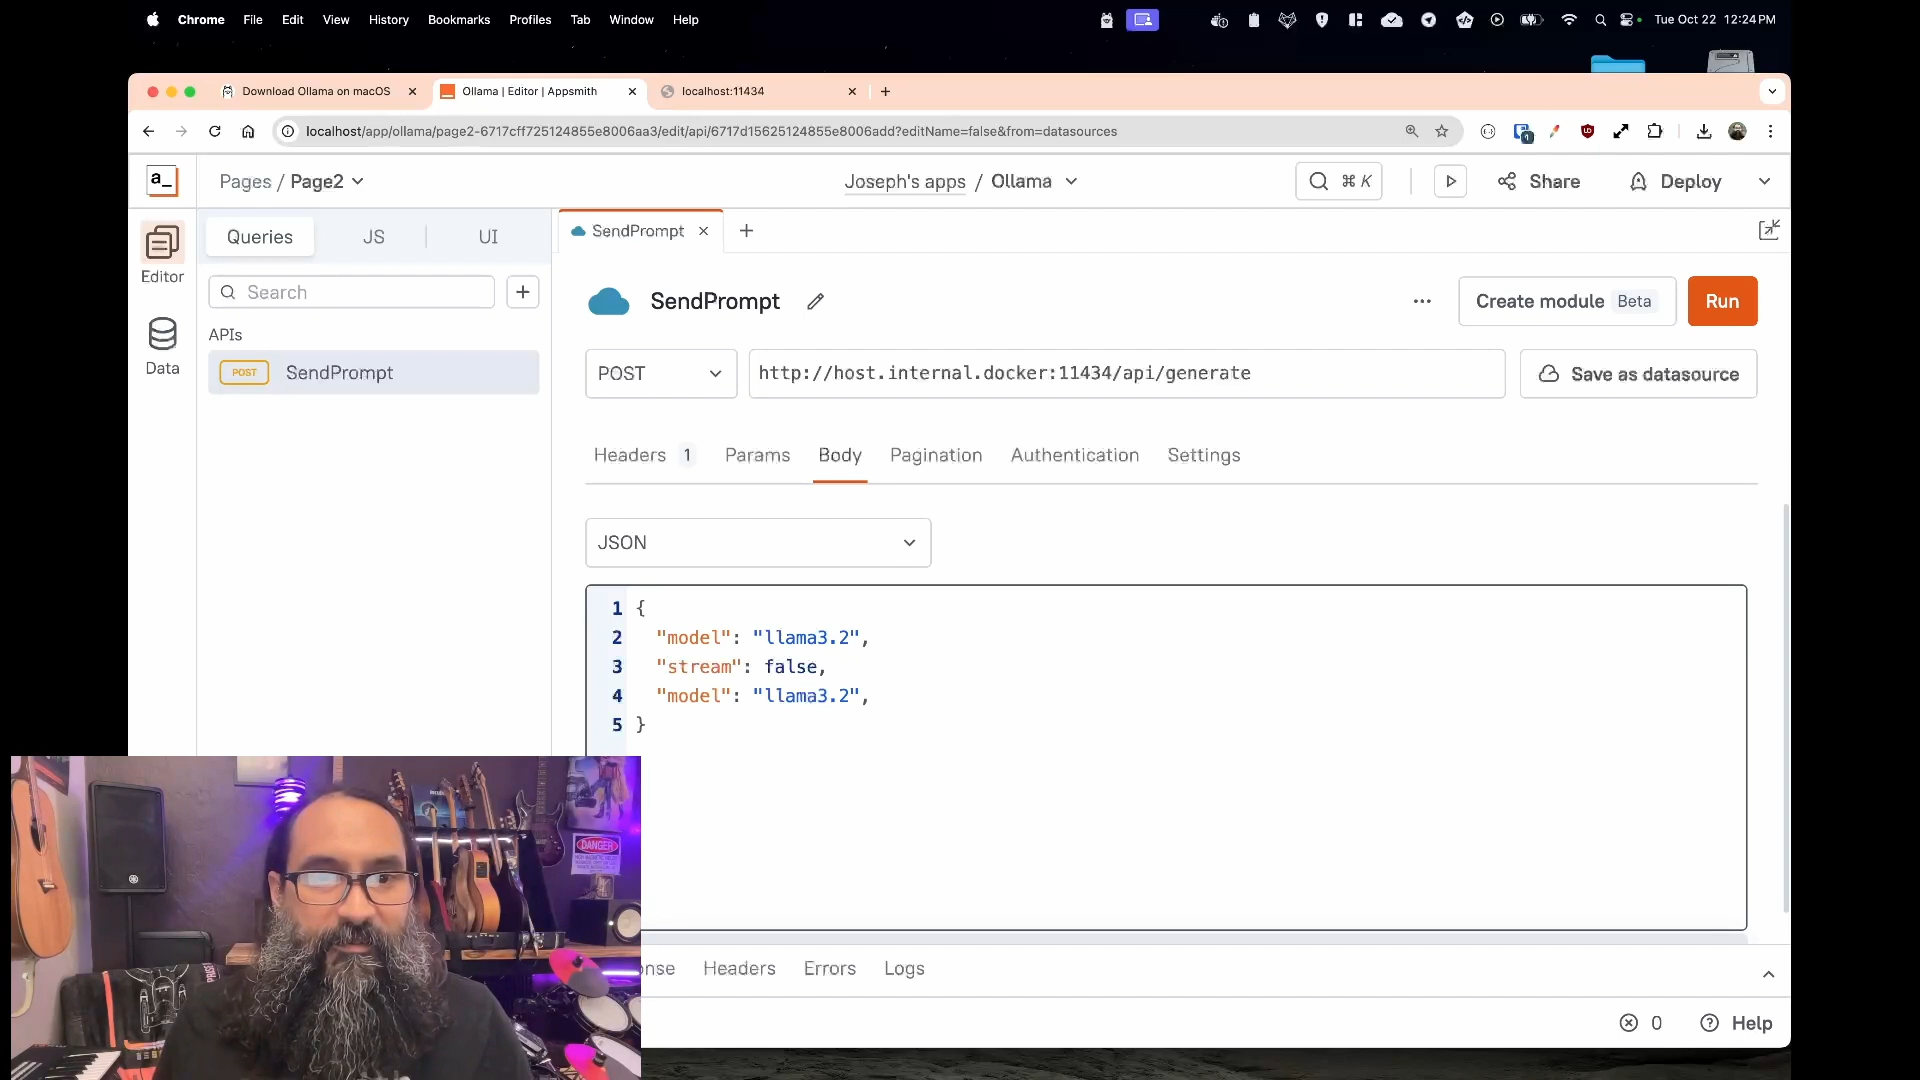 Chrome File Edit View History Bookmarks Profiles Tab Window Help Tue Oct 22 12:24 PM
Download Ollama on macOS Ollama | Editor | Appsmith localhost:11434
localhost/app/ollama/page2-6717cff725124855e8006aa3/edit/api/6717d15625124855e8006add?editName=false&from=datasources
a_ Pages / Page2 Joseph's apps / Ollama ⌘ K Share Deploy
Editor
Data
Queries JS UI
Search
APIs
POST SendPrompt
SendPrompt
SendPrompt Create module Beta Run
POST http://host.internal.docker:11434/api/generate Save as datasource
Headers 1 Params Body Pagination Authentication Settings
JSON
1 {
2 "model": "llama3.2",
3 "stream": false,
4 "model": "llama3.2",
5 }
DANGER
onse Headers Errors Logs
0 Help